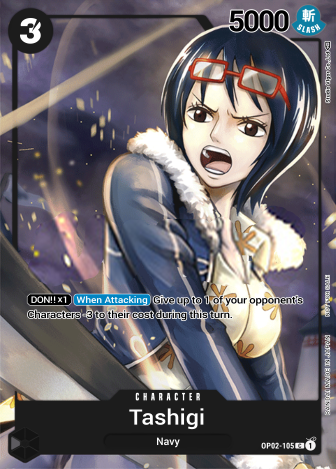 3
5000
斬
SLASH
DON!!×1 When Attacking Give up to 1 of your opponent's
Characters -3 to their cost during this turn.
CHARACTER
Tashigi
Navy
OP02-105 C 1